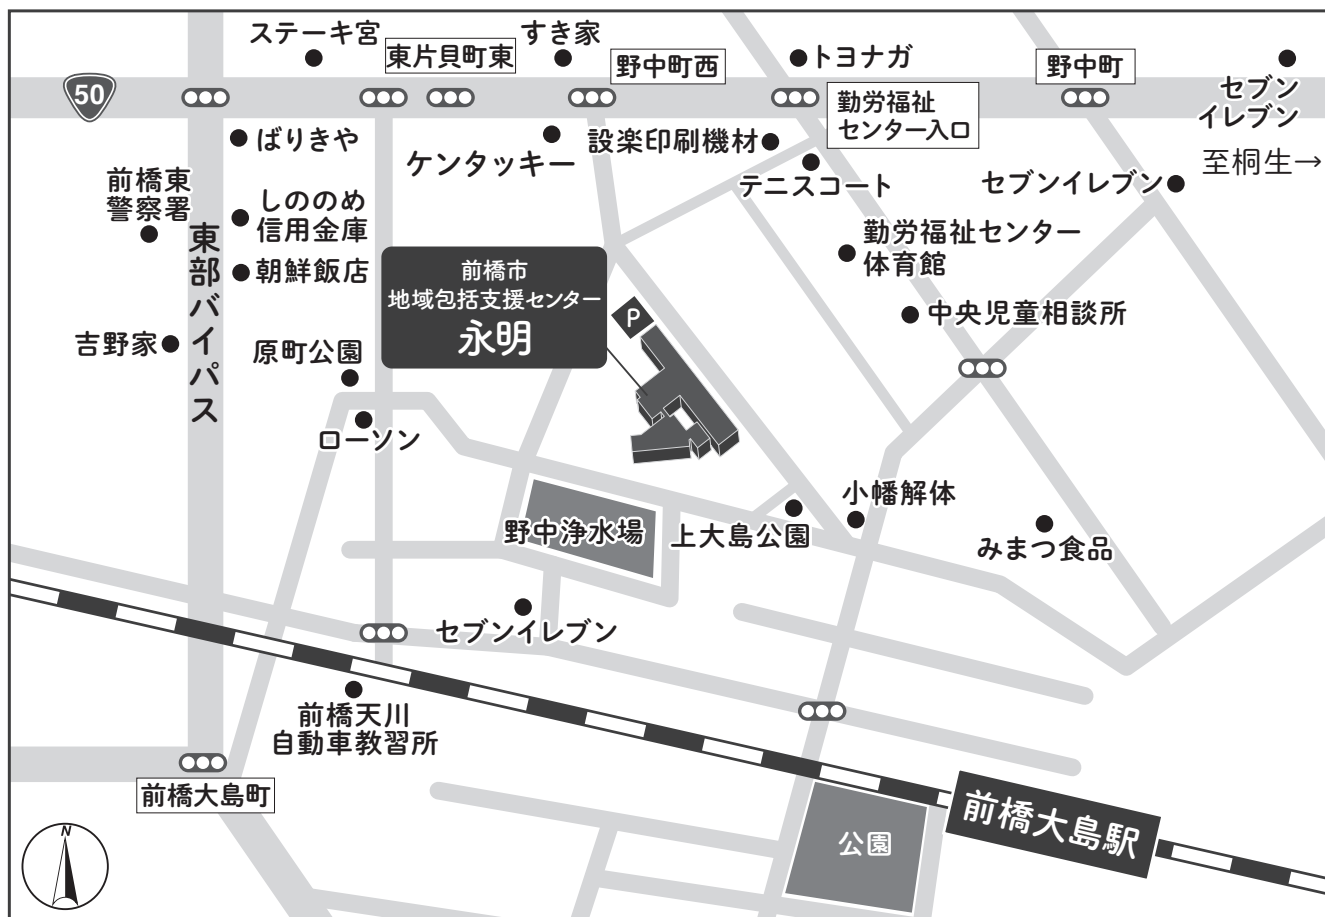 ステーキ宮
東片貝町東
すき家
野中町西
トヨナガ
野中町
セブン
イレブン
50
勤労福祉
センター入口
ばりきや
ケンタッキー
設楽印刷機材
テニスコート
セブンイレブン
至桐生→
前橋東
警察署
しののめ
信用金庫
東部バイパス
朝鮮飯店
前橋市
地域包括支援センター
永明
P
勤労福祉センター
体育館
中央児童相談所
吉野家
原町公園
ローソン
野中浄水場
上大島公園
小幡解体
みまつ食品
セブンイレブン
前橋天川
自動車教習所
前橋大島町
前橋大島駅
公園
N